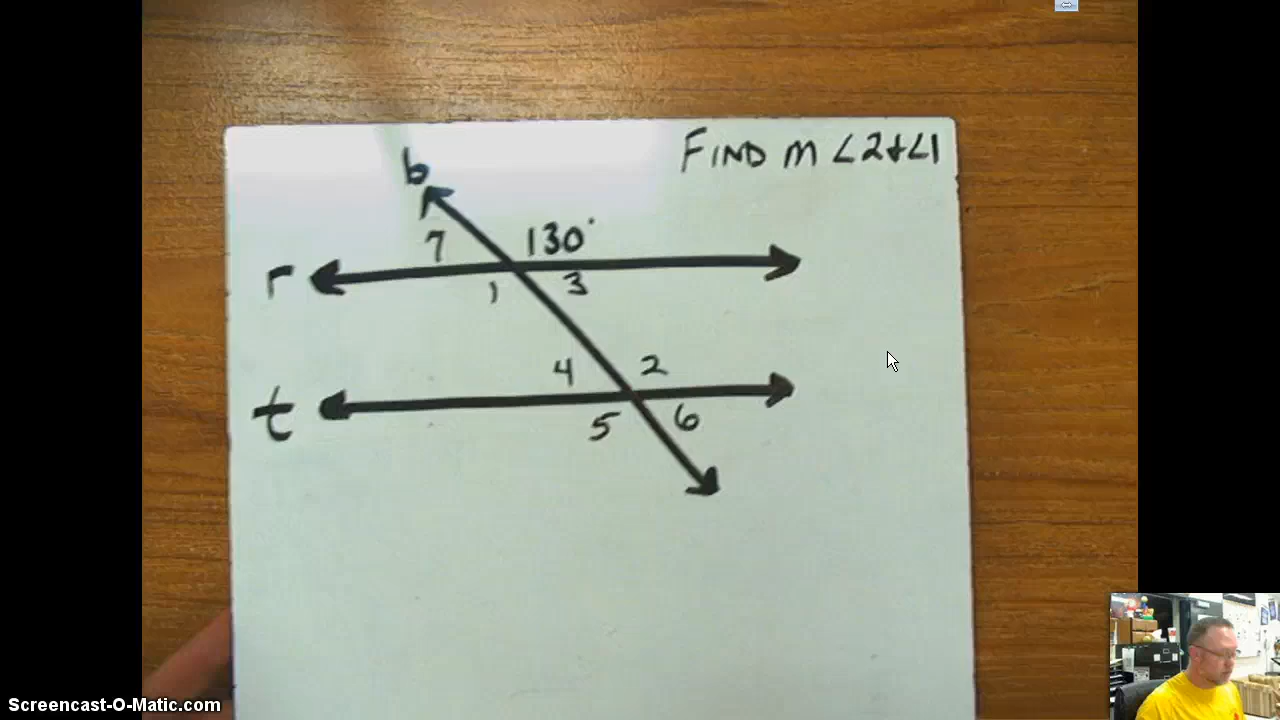 FIND m ∠2 + ∠1
b
7 130°
r
1 3
4 2
t
5 6
Screencast-O-Matic.com